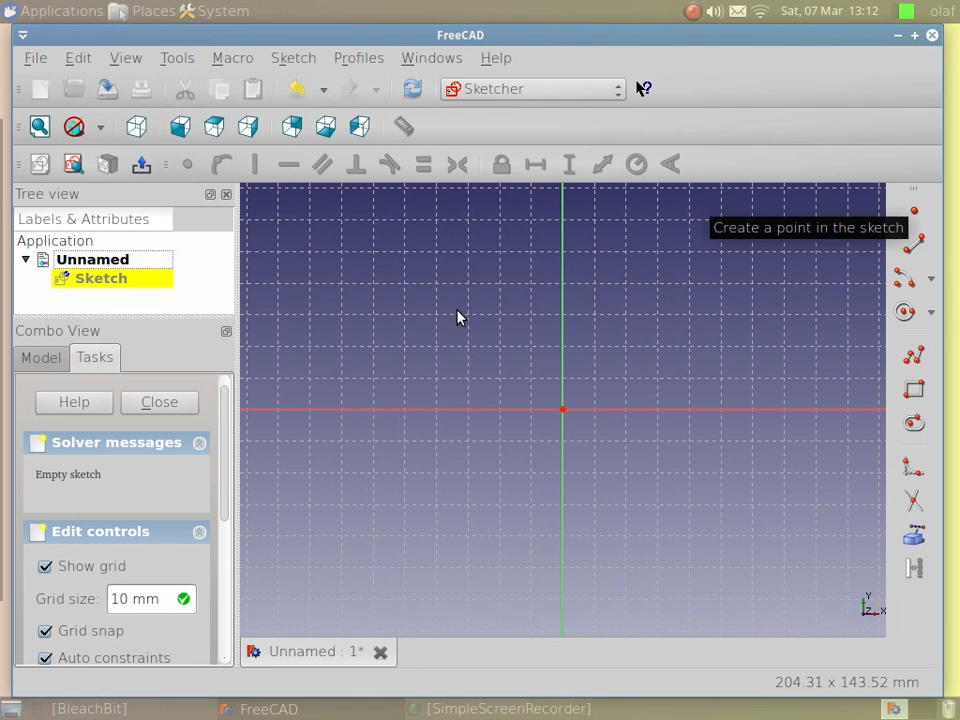 Applications Places System Sat, 07 Mar 13:12 olaf
FreeCAD
File Edit View Tools Macro Sketch Profiles Windows Help
Sketcher
Tree view
Labels & Attributes
Application
Unnamed
Sketch
Create a point in the sketch
Combo View
Model Tasks
Help Close
Solver messages
Empty sketch
Edit controls
Show grid
Grid size: 10 mm
Grid snap
Auto constraints
Y
Z X
Unnamed : 1*
204.31 x 143.52 mm
[BleachBit] FreeCAD [SimpleScreenRecorder]